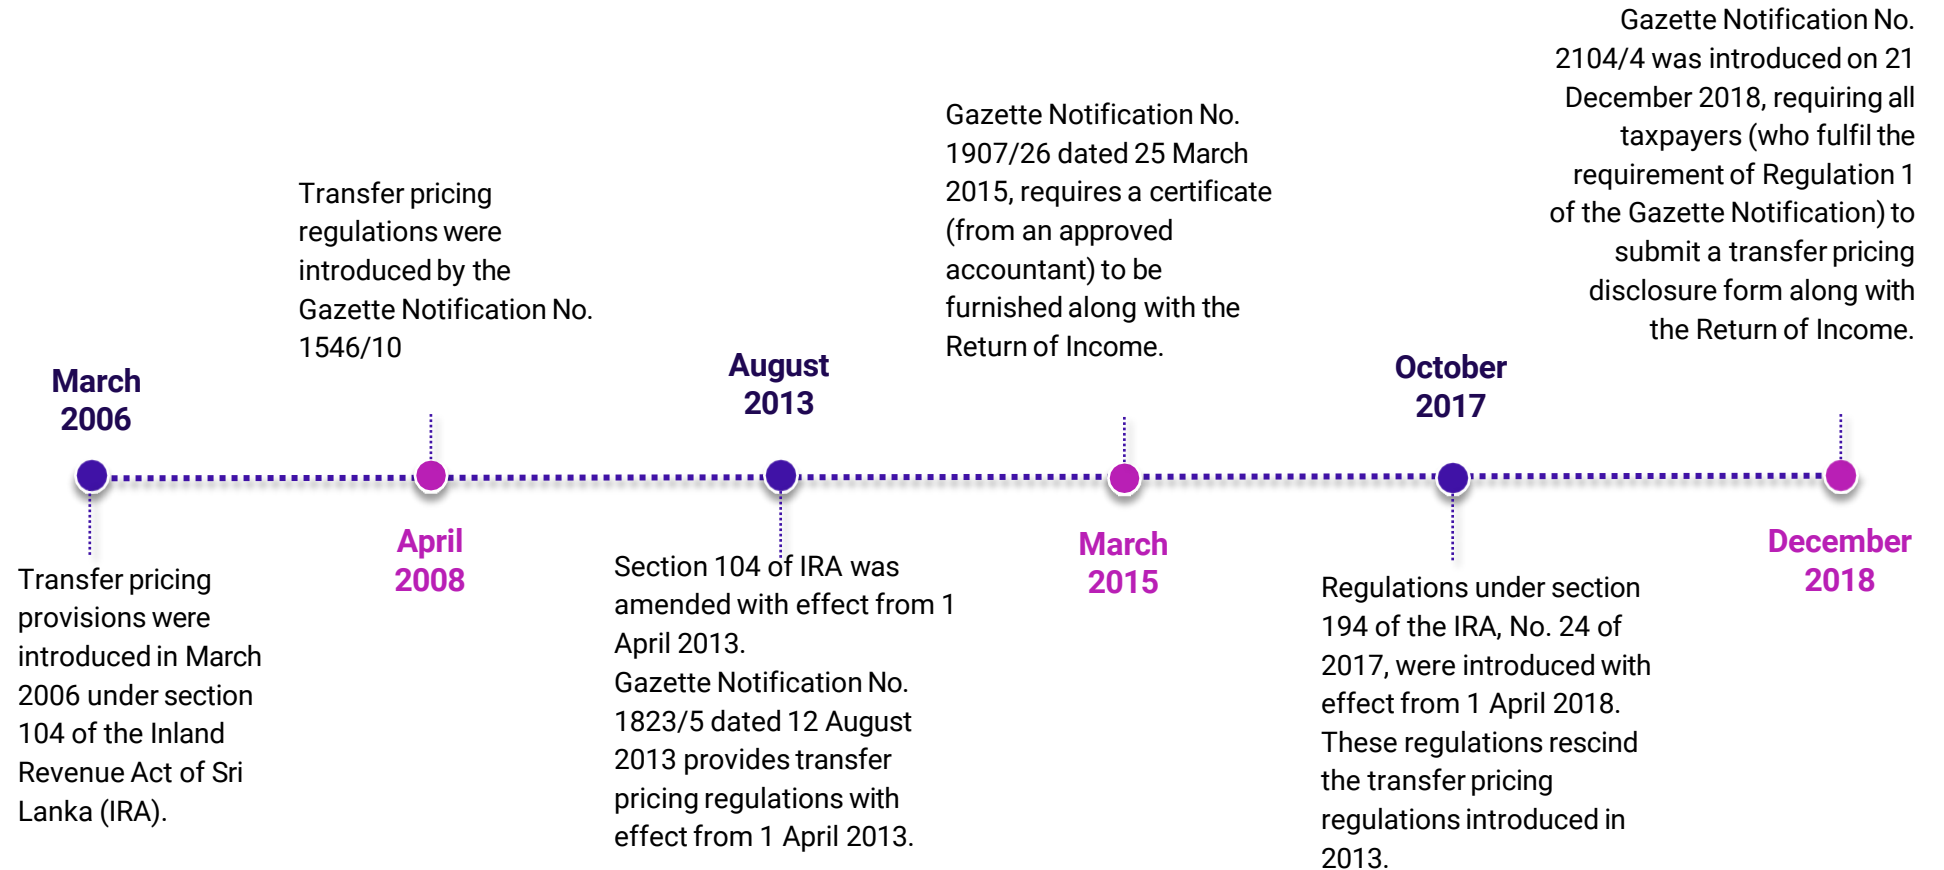 March
2006
Transfer pricing
provisions were
introduced in March
2006 under section
104 of the Inland
Revenue Act of Sri
Lanka (IRA).
Transfer pricing
regulations were
introduced by the
Gazette Notification No.
1546/10
April
2008
August
2013
Section 104 of IRA was
amended with effect from 1
April 2013.
Gazette Notification No.
1823/5 dated 12 August
2013 provides transfer
pricing regulations with
effect from 1 April 2013.
Gazette Notification No.
1907/26 dated 25 March
2015, requires a certificate
(from an approved
accountant) to be
furnished along with the
Return of Income.
March
2015
October
2017
Regulations under section
194 of the IRA, No. 24 of
2017, were introduced with
effect from 1 April 2018.
These regulations rescind
the transfer pricing
regulations introduced in
2013.
Gazette Notification No.
2104/4 was introduced on 21
December 2018, requiring all
taxpayers (who fulfil the
requirement of Regulation 1
of the Gazette Notification) to
submit a transfer pricing
disclosure form along with
the Return of Income.
December
2018